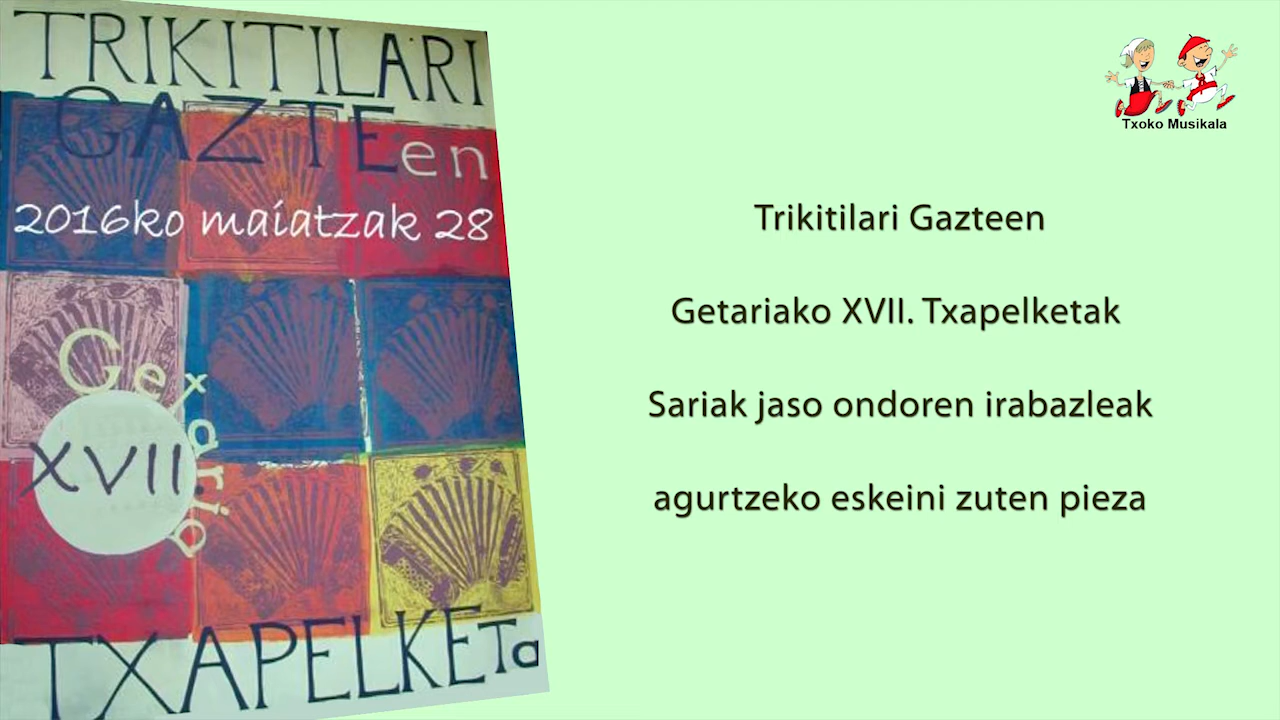 TRIKITILARI
GAZTEen
2016ko maiatzak 28
Getaria
XVII
TXAPELKETa
Txoko Musikala
Trikitilari Gazteen
Getariako XVII. Txapelketak
Sariak jaso ondoren irabazleak
agurtzeko eskeini zuten pieza